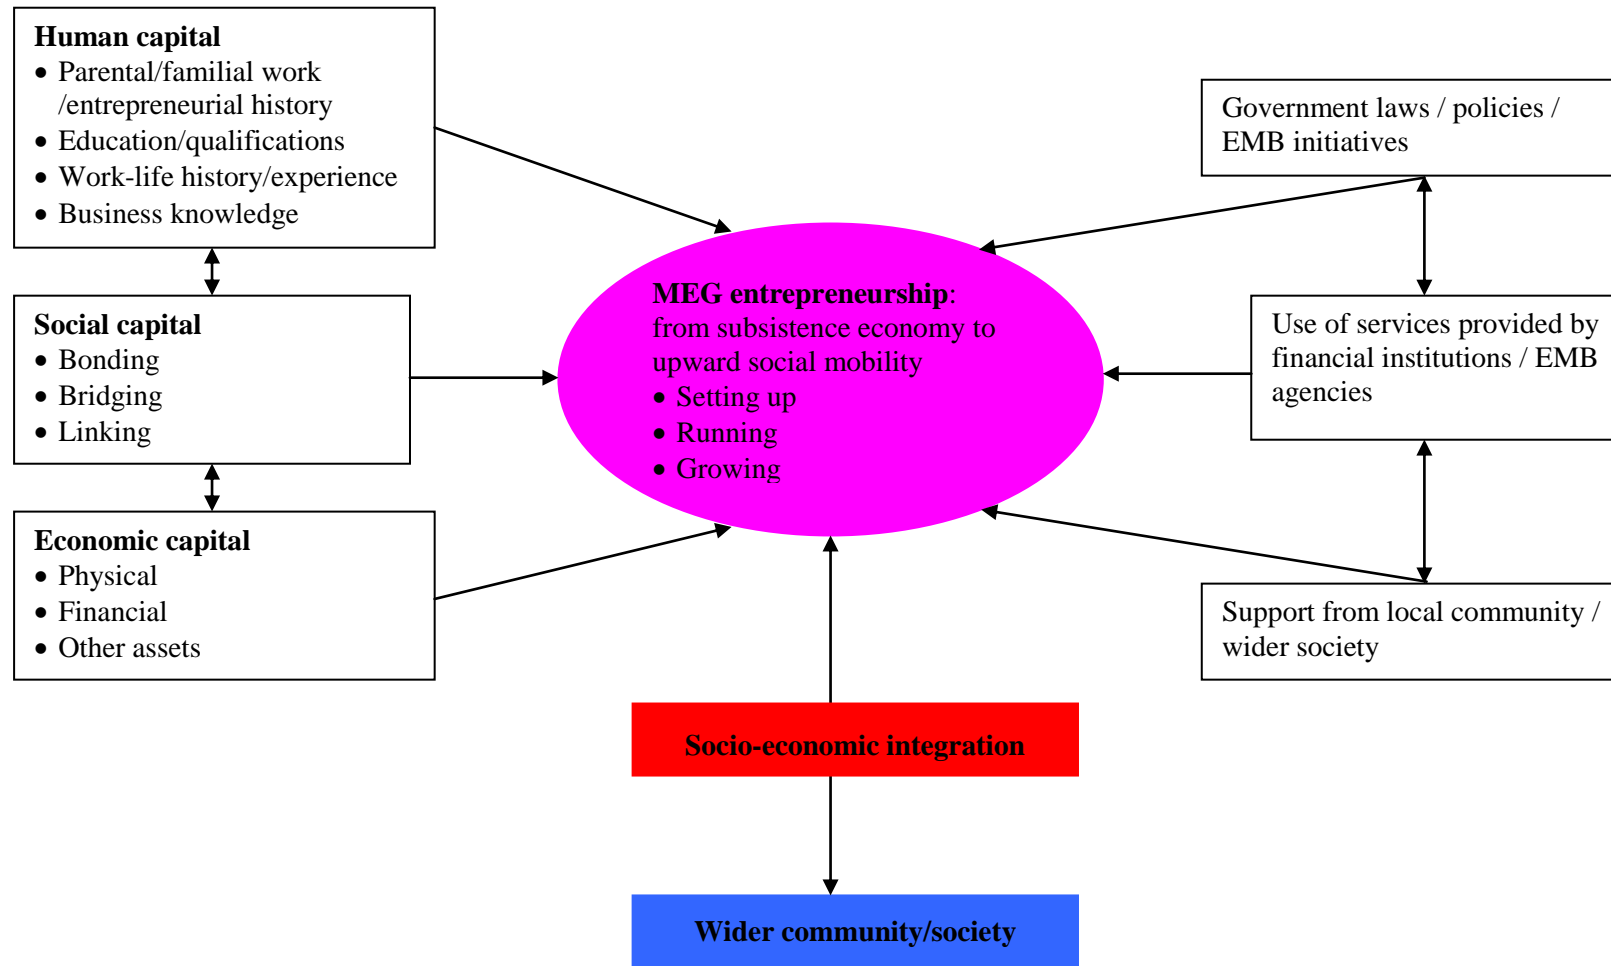 Human capital
• Parental/familial work
/entrepreneurial history
• Education/qualifications
• Work-life history/experience
• Business knowledge
Social capital
• Bonding
• Bridging
• Linking
Economic capital
• Physical
• Financial
• Other assets
MEG entrepreneurship:
from subsistence economy to
upward social mobility
• Setting up
• Running
• Growing
Government laws / policies /
EMB initiatives
Use of services provided by
financial institutions / EMB
agencies
Support from local community /
wider society
Socio-economic integration
Wider community/society